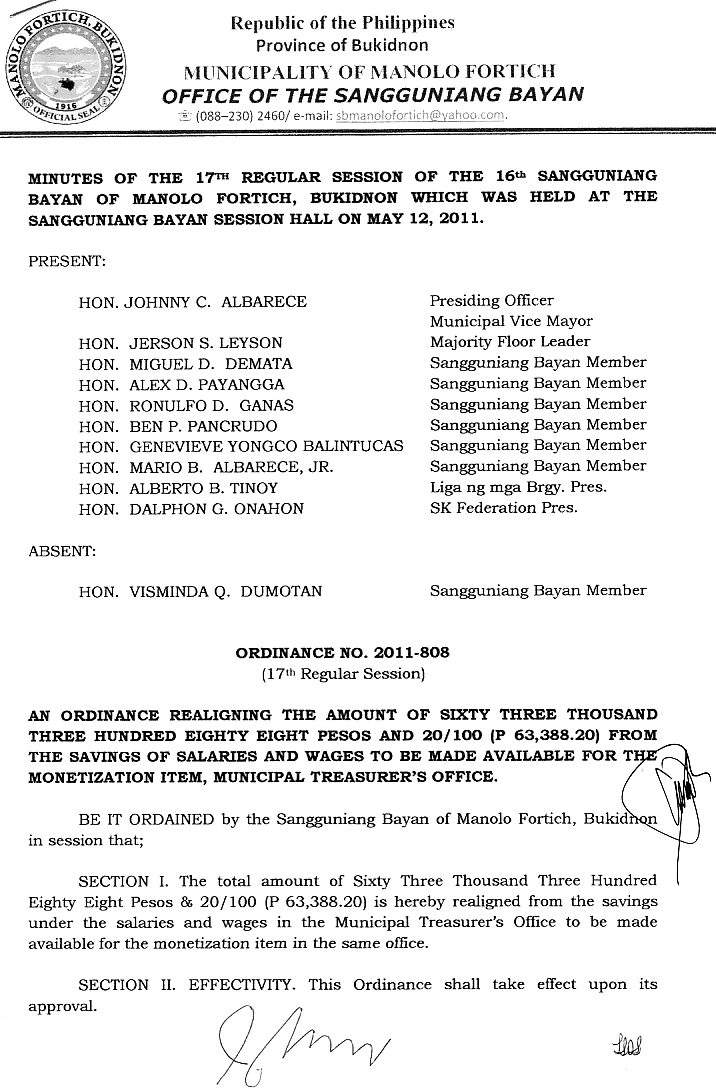 MANOLO FORTICH, BUKIDNON
1916
OFFICIAL SEAL
Republic of the Philippines
Province of Bukidnon
MUNICIPALITY OF MANOLO FORTICH
OFFICE OF THE SANGGUNIANG BAYAN
☏ (088–230) 2460/ e-mail: sbmanolofortich@yahoo.com.
MINUTES OF THE 17TH REGULAR SESSION OF THE 16th SANGGUNIANG
BAYAN OF MANOLO FORTICH, BUKIDNON WHICH WAS HELD AT THE
SANGGUNIANG BAYAN SESSION HALL ON MAY 12, 2011.
PRESENT:
HON. JOHNNY C. ALBARECE Presiding Officer
Municipal Vice Mayor
HON. JERSON S. LEYSON Majority Floor Leader
HON. MIGUEL D. DEMATA Sangguniang Bayan Member
HON. ALEX D. PAYANGGA Sangguniang Bayan Member
HON. RONULFO D. GANAS Sangguniang Bayan Member
HON. BEN P. PANCRUDO Sangguniang Bayan Member
HON. GENEVIEVE YONGCO BALINTUCAS Sangguniang Bayan Member
HON. MARIO B. ALBARECE, JR. Sangguniang Bayan Member
HON. ALBERTO B. TINOY Liga ng mga Brgy. Pres.
HON. DALPHON G. ONAHON SK Federation Pres.
ABSENT:
HON. VISMINDA Q. DUMOTAN Sangguniang Bayan Member
ORDINANCE NO. 2011-808
(17th Regular Session)
AN ORDINANCE REALIGNING THE AMOUNT OF SIXTY THREE THOUSAND
THREE HUNDRED EIGHTY EIGHT PESOS AND 20/100 (P 63,388.20) FROM
THE SAVINGS OF SALARIES AND WAGES TO BE MADE AVAILABLE FOR THE
MONETIZATION ITEM, MUNICIPAL TREASURER'S OFFICE.
BE IT ORDAINED by the Sangguniang Bayan of Manolo Fortich, Bukidnon
in session that;
SECTION I. The total amount of Sixty Three Thousand Three Hundred
Eighty Eight Pesos & 20/100 (P 63,388.20) is hereby realigned from the savings
under the salaries and wages in the Municipal Treasurer's Office to be made
available for the monetization item in the same office.
SECTION II. EFFECTIVITY. This Ordinance shall take effect upon its
approval.